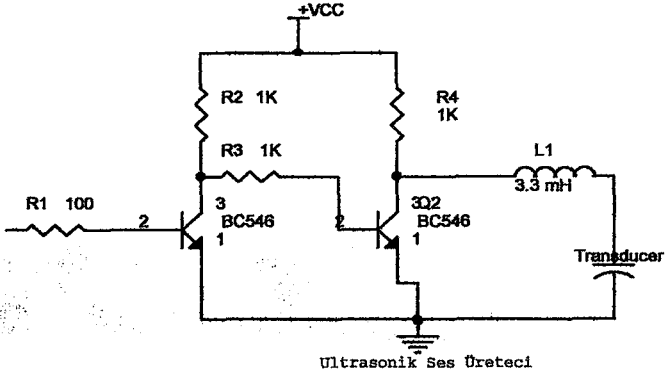 +VCC
R2 1K
R4
1K
R3 1K
L1
3.3 mH
R1 100
3
2
BC546
1
3Q2
2
BC546
1
Transducer
Ultrasonik Ses Üreteci